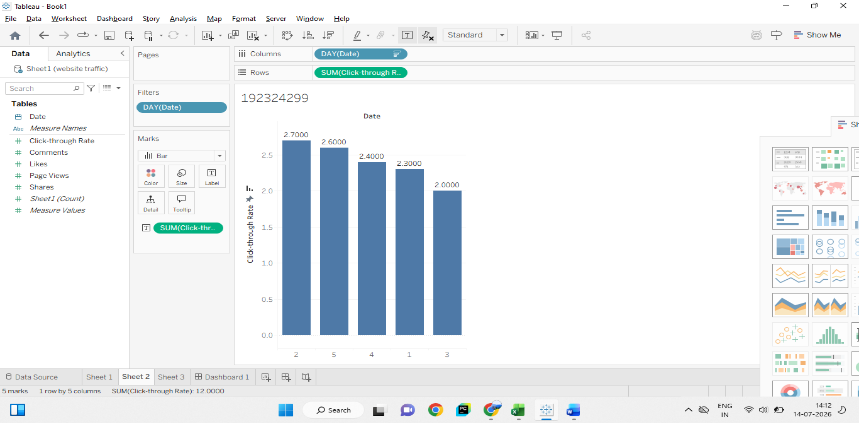 Tableau - Book1
File Data Worksheet Dashboard Story Analysis Map Format Server Window Help
Standard
Show Me
Data Analytics
Sheet1 (website traffic)
Search
Tables
Date
Abc Measure Names
Click-through Rate
Comments
Likes
Page Views
Shares
Sheet1 (Count)
Measure Values
Pages
Filters
DAY(Date)
Marks
Bar
Color Size Label
Detail Tooltip
SUM(Click-thr..
Columns DAY(Date)
Rows SUM(Click-through R..
192324299
Date
2.7000
2.6000
2.4000
2.3000
2.0000
2.5
2.0
1.5
1.0
0.5
0.0
Click-through Rate
2 5 4 1 3
Data Source Sheet 1 Sheet 2 Sheet 3 Dashboard 1
5 marks 1 row by 5 columns SUM(Click-through Rate): 12.0000
Search
ENG
IN
14:12
14-07-2026